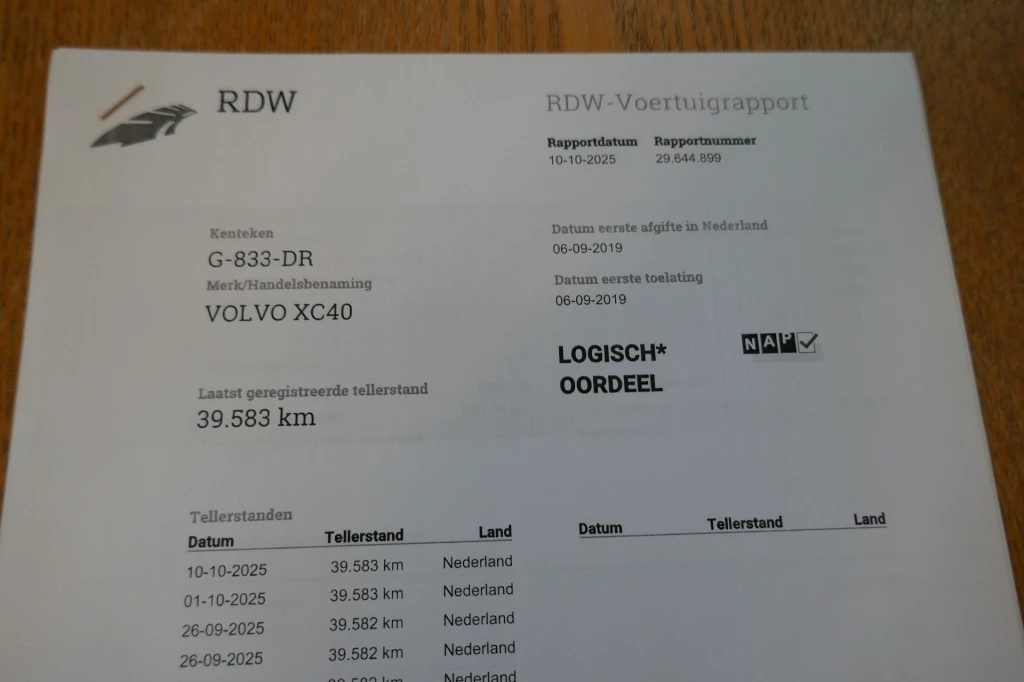 RDW
RDW-Voertuigrapport
Rapportdatum Rapportnummer
10-10-2025 29.644.899
Kenteken
G-833-DR
Merk/Handelsbenaming
VOLVO XC40
Datum eerste afgifte in Nederland
06-09-2019
Datum eerste toelating
06-09-2019
LOGISCH*
OORDEEL
NAP
Laatst geregistreerde tellerstand
39.583 km
Tellerstanden
Datum Tellerstand Land
10-10-2025 39.583 km Nederland
01-10-2025 39.583 km Nederland
26-09-2025 39.582 km Nederland
26-09-2025 39.582 km Nederland
Nederland
Datum Tellerstand Land